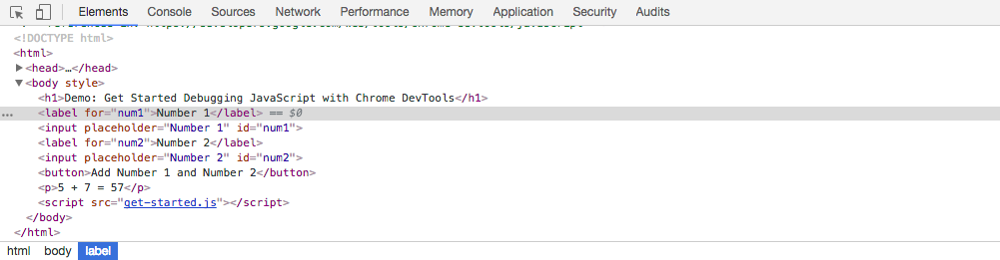 Elements Console Sources Network Performance Memory Application Security Audits
<!DOCTYPE html>
<html>
▶<head>…</head>
▼<body style>
<h1>Demo: Get Started Debugging JavaScript with Chrome DevTools</h1>
… <label for="num1">Number 1</label> == $0
<input placeholder="Number 1" id="num1">
<label for="num2">Number 2</label>
<input placeholder="Number 2" id="num2">
<button>Add Number 1 and Number 2</button>
<p>5 + 7 = 57</p>
<script src="get-started.js"></script>
</body>
</html>
html body label